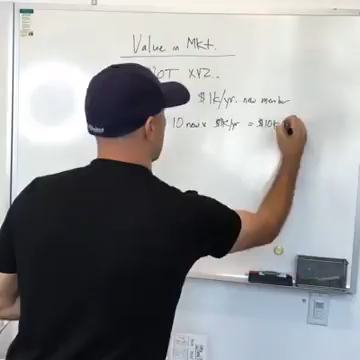 Value in Mkt.
XYZ..
$1K/yr. new member
10 new x $1K/yr = $10K